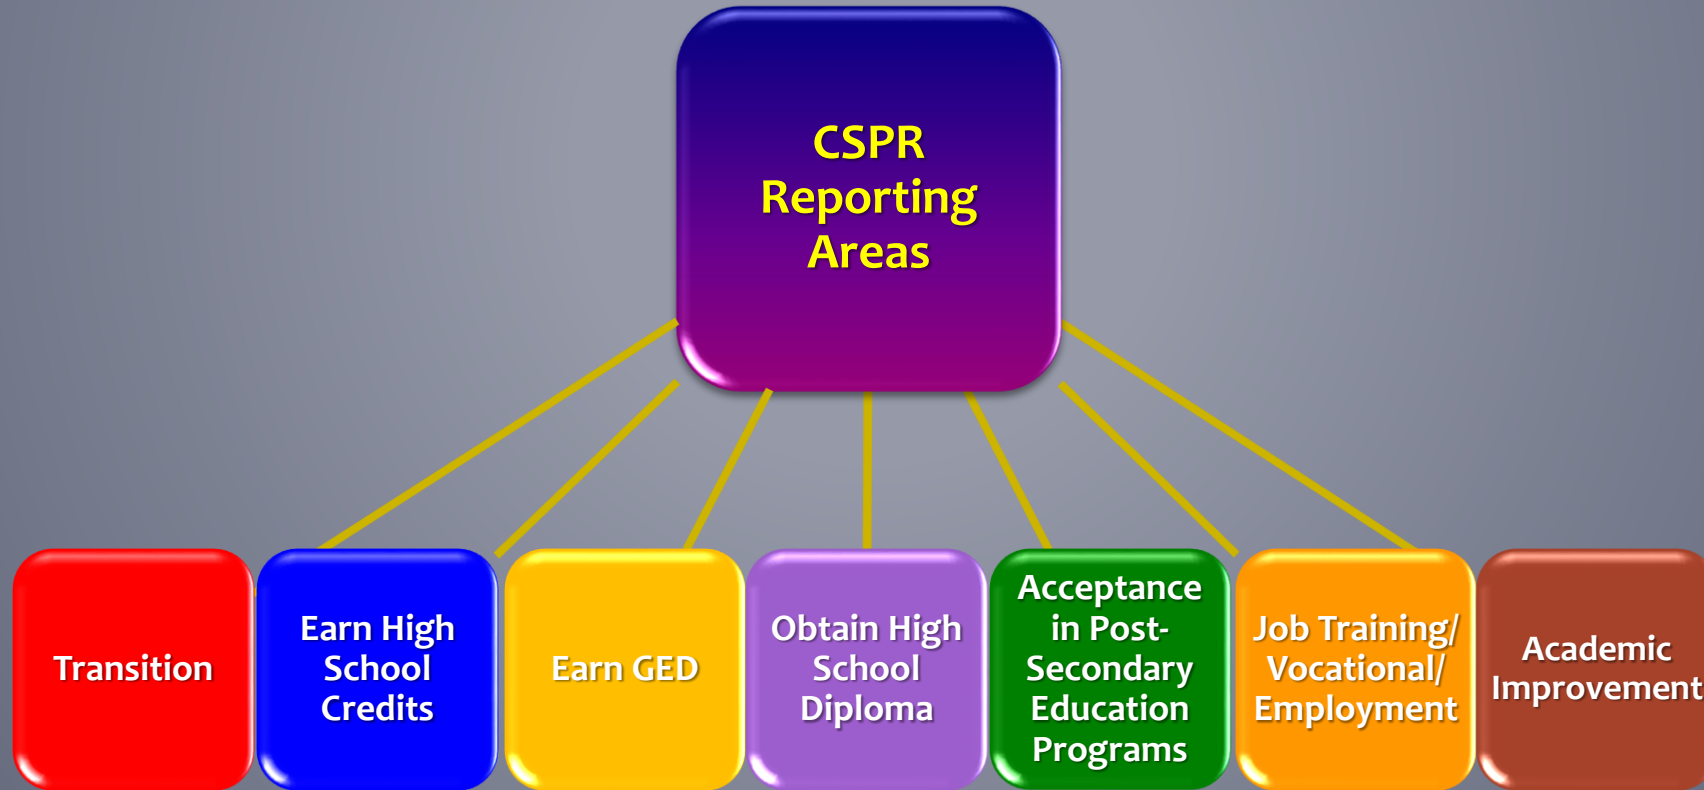 CSPR
Reporting
Areas
Transition
Earn High
School
Credits
Earn GED
Obtain High
School
Diploma
Acceptance
in Post-
Secondary
Education
Programs
Job Training/
Vocational/
Employment
Academic
Improvement